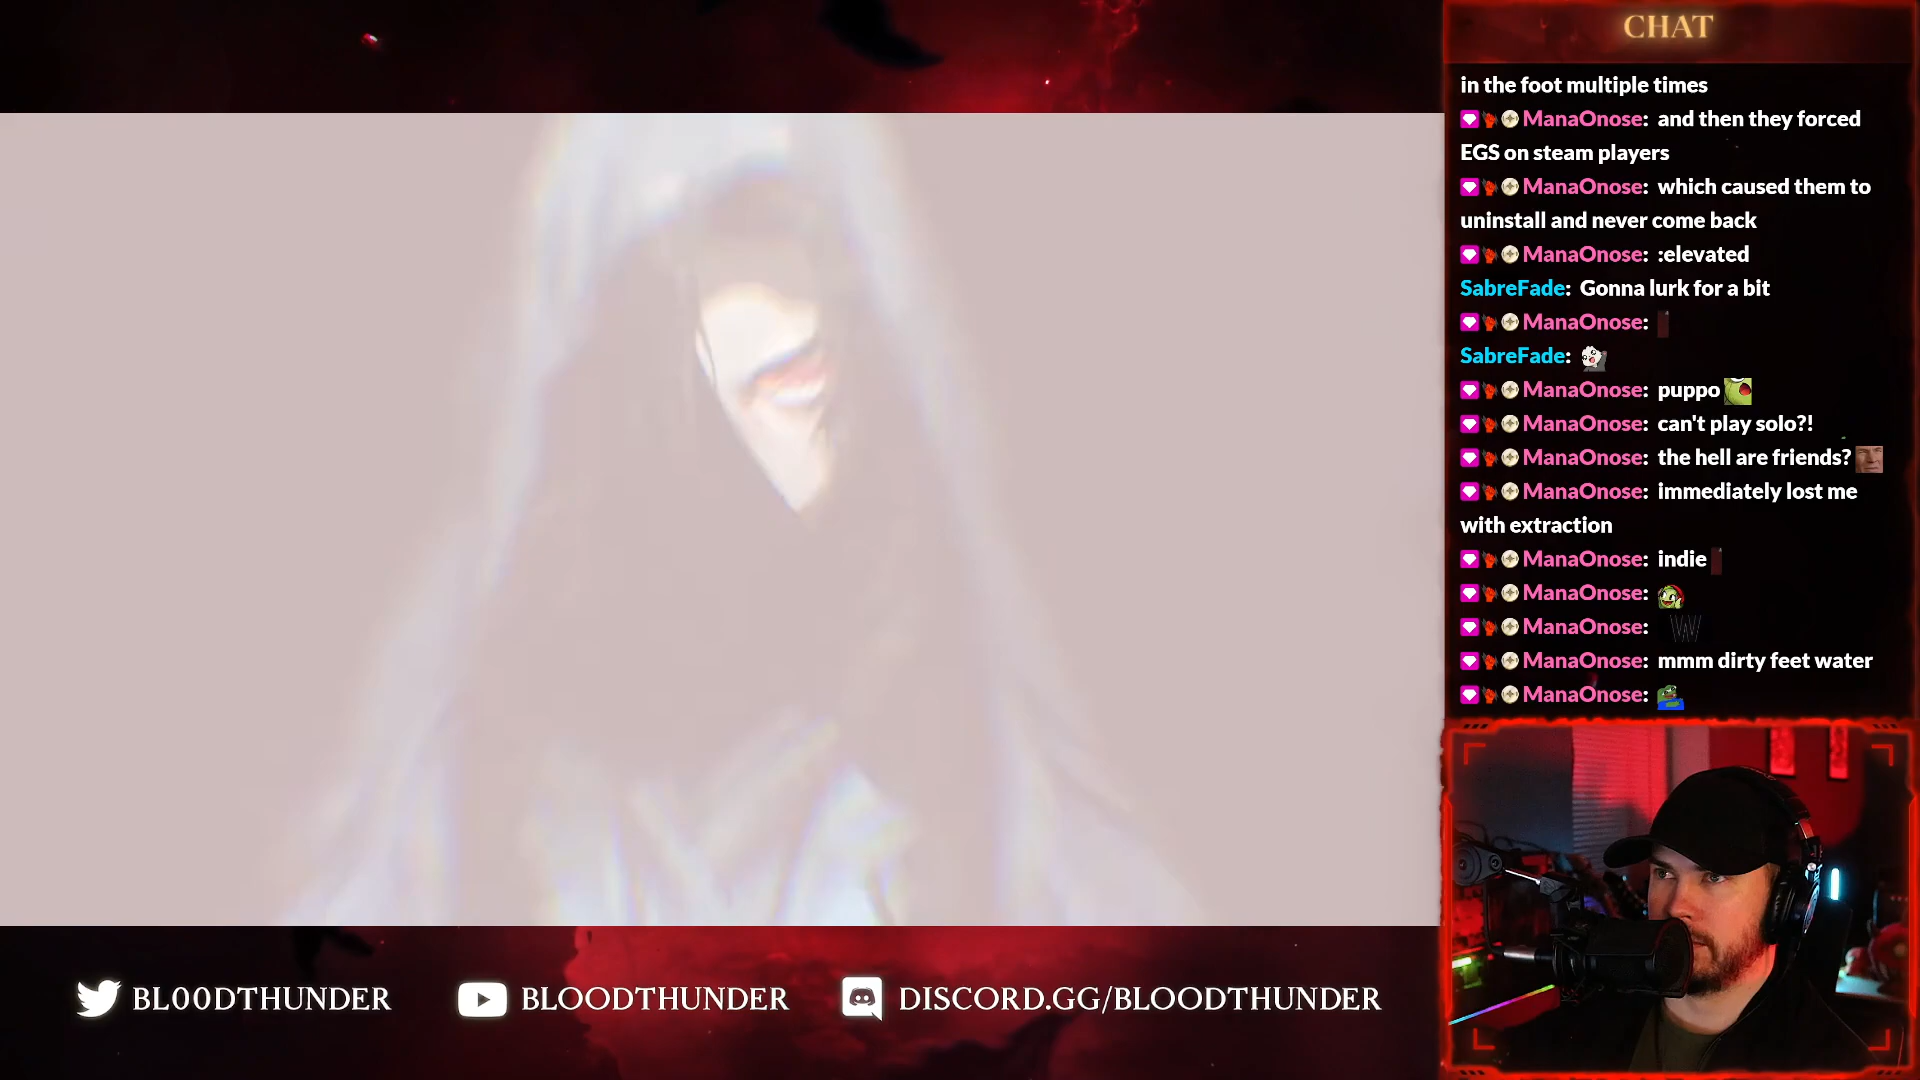 CHAT
in the foot multiple times
ManaOnose: and then they forced
EGS on steam players
ManaOnose: which caused them to
uninstall and never come back
ManaOnose: :elevated
SabreFade: Gonna lurk for a bit
ManaOnose:
SabreFade:
ManaOnose: puppo
ManaOnose: can't play solo?!
ManaOnose: the hell are friends?
ManaOnose: immediately lost me
with extraction
ManaOnose: indie
ManaOnose:
ManaOnose: W
ManaOnose: mmm dirty feet water
ManaOnose:
BL00DTHUNDER
BLOODTHUNDER
DISCORD.GG/BLOODTHUNDER